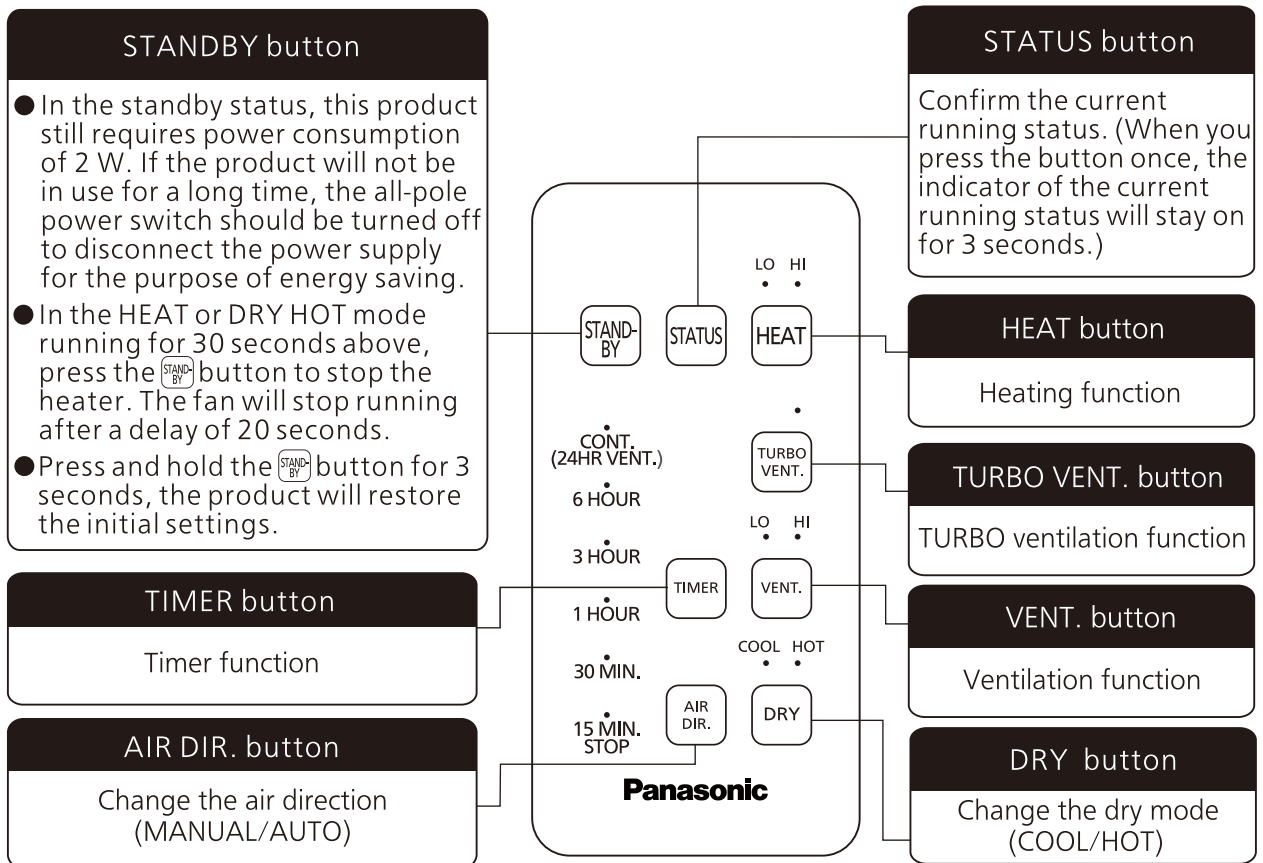 STANDBY button
● In the standby status, this product
still requires power consumption
of 2 W. If the product will not be
in use for a long time, the all-pole
power switch should be turned off
to disconnect the power supply
for the purpose of energy saving.
● In the HEAT or DRY HOT mode
running for 30 seconds above,
press the STAND-BY button to stop the
heater. The fan will stop running
after a delay of 20 seconds.
● Press and hold the STAND-BY button for 3
seconds, the product will restore
the initial settings.
TIMER button
Timer function
AIR DIR. button
Change the air direction
(MANUAL/AUTO)
LO HI
STAND-
BY
STATUS
HEAT
CONT.
(24HR VENT.)
TURBO
VENT.
6 HOUR
LO HI
3 HOUR
TIMER
VENT.
1 HOUR
COOL HOT
30 MIN.
AIR
DIR.
DRY
15 MIN.
STOP
Panasonic
STATUS button
Confirm the current
running status. (When you
press the button once, the
indicator of the current
running status will stay on
for 3 seconds.)
HEAT button
Heating function
TURBO VENT. button
TURBO ventilation function
VENT. button
Ventilation function
DRY button
Change the dry mode
(COOL/HOT)